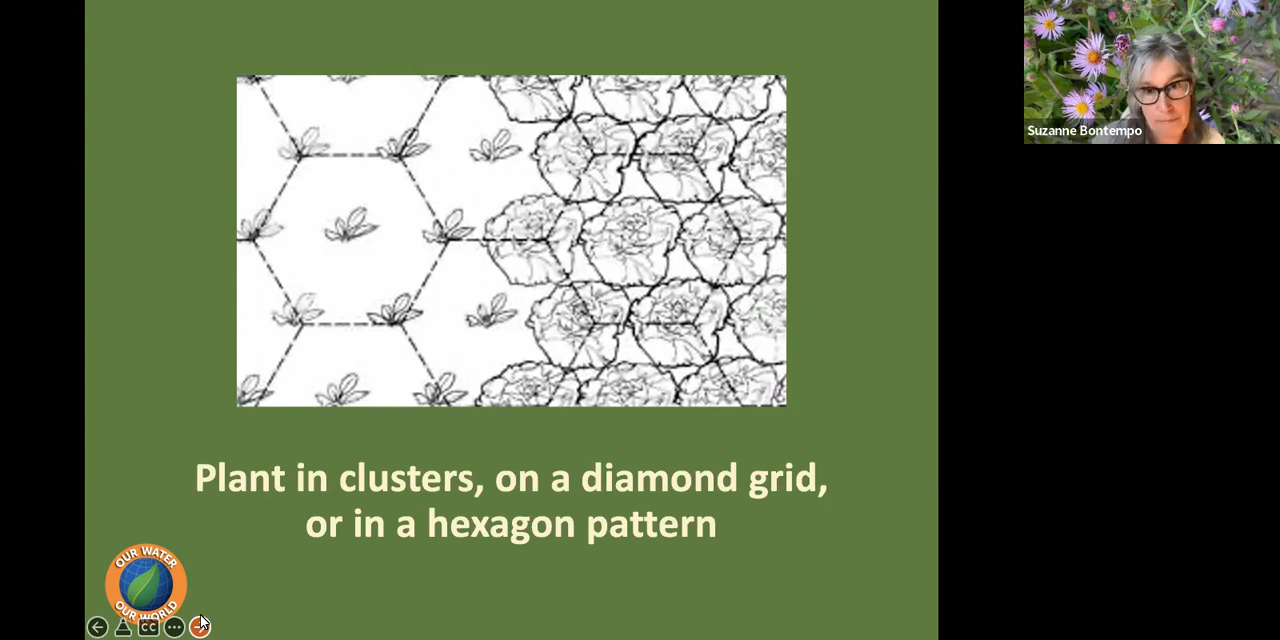 Suzanne Bontempo
Plant in clusters, on a diamond grid,
or in a hexagon pattern
OUR WATER
OUR WORLD
CC